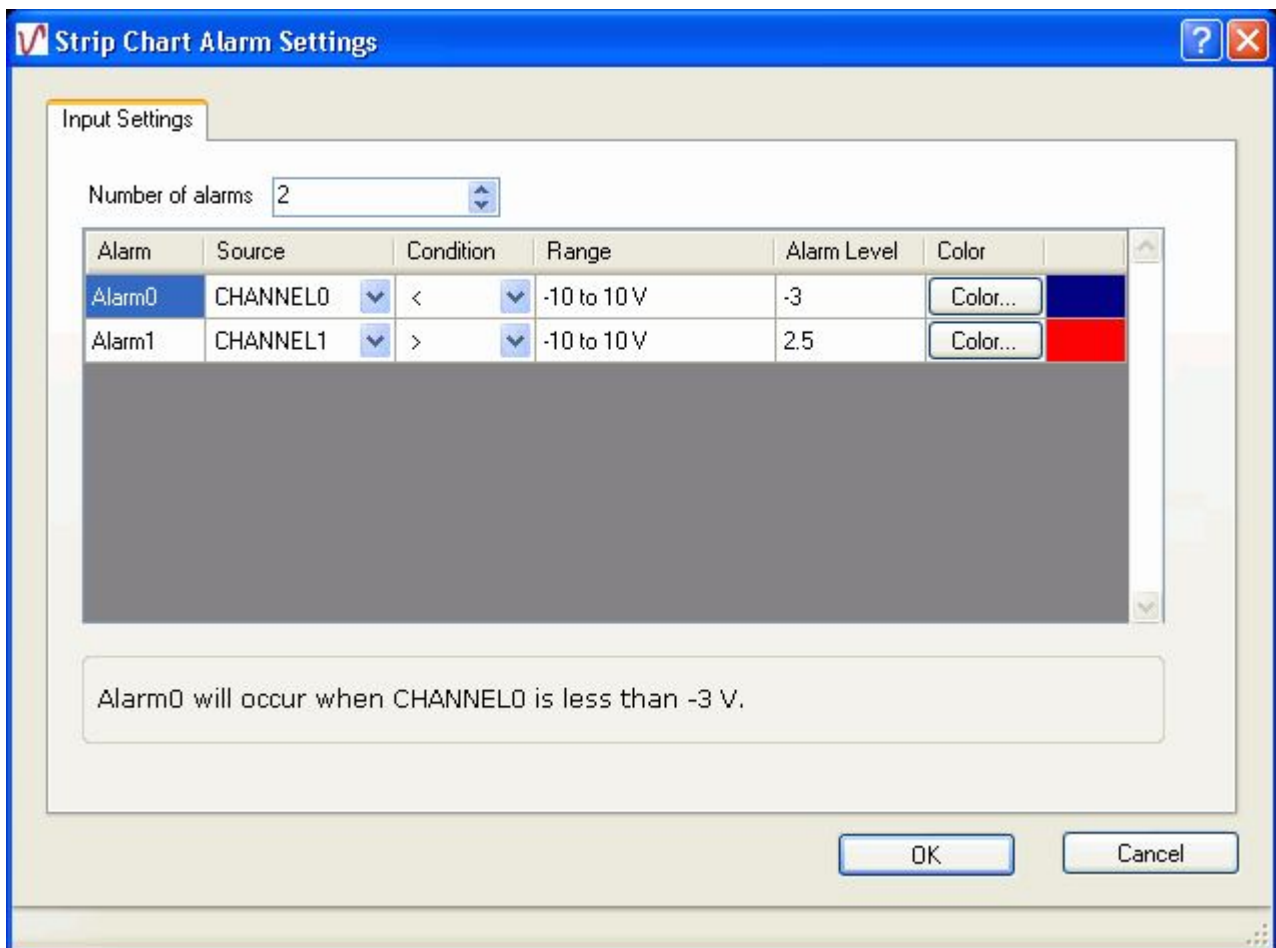 Strip Chart Alarm Settings
Input Settings
Number of alarms 2
Alarm Source Condition Range Alarm Level Color
Alarm0 CHANNEL0 < -10 to 10 V -3 Color...
Alarm1 CHANNEL1 > -10 to 10 V 2.5 Color...
Alarm0 will occur when CHANNEL0 is less than -3 V.
OK Cancel